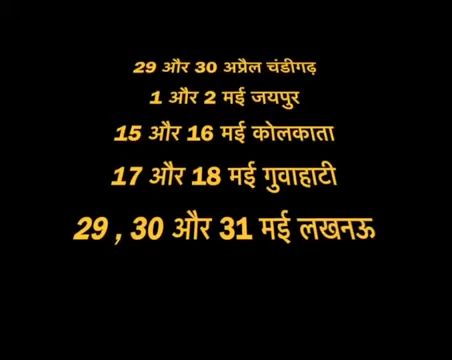 29 और 30 अप्रैल चंडीगढ़
1 और 2 मई जयपुर
15 और 16 मई कोलकाता
17 और 18 मई गुवाहाटी
29 , 30 और 31 मई लखनऊ